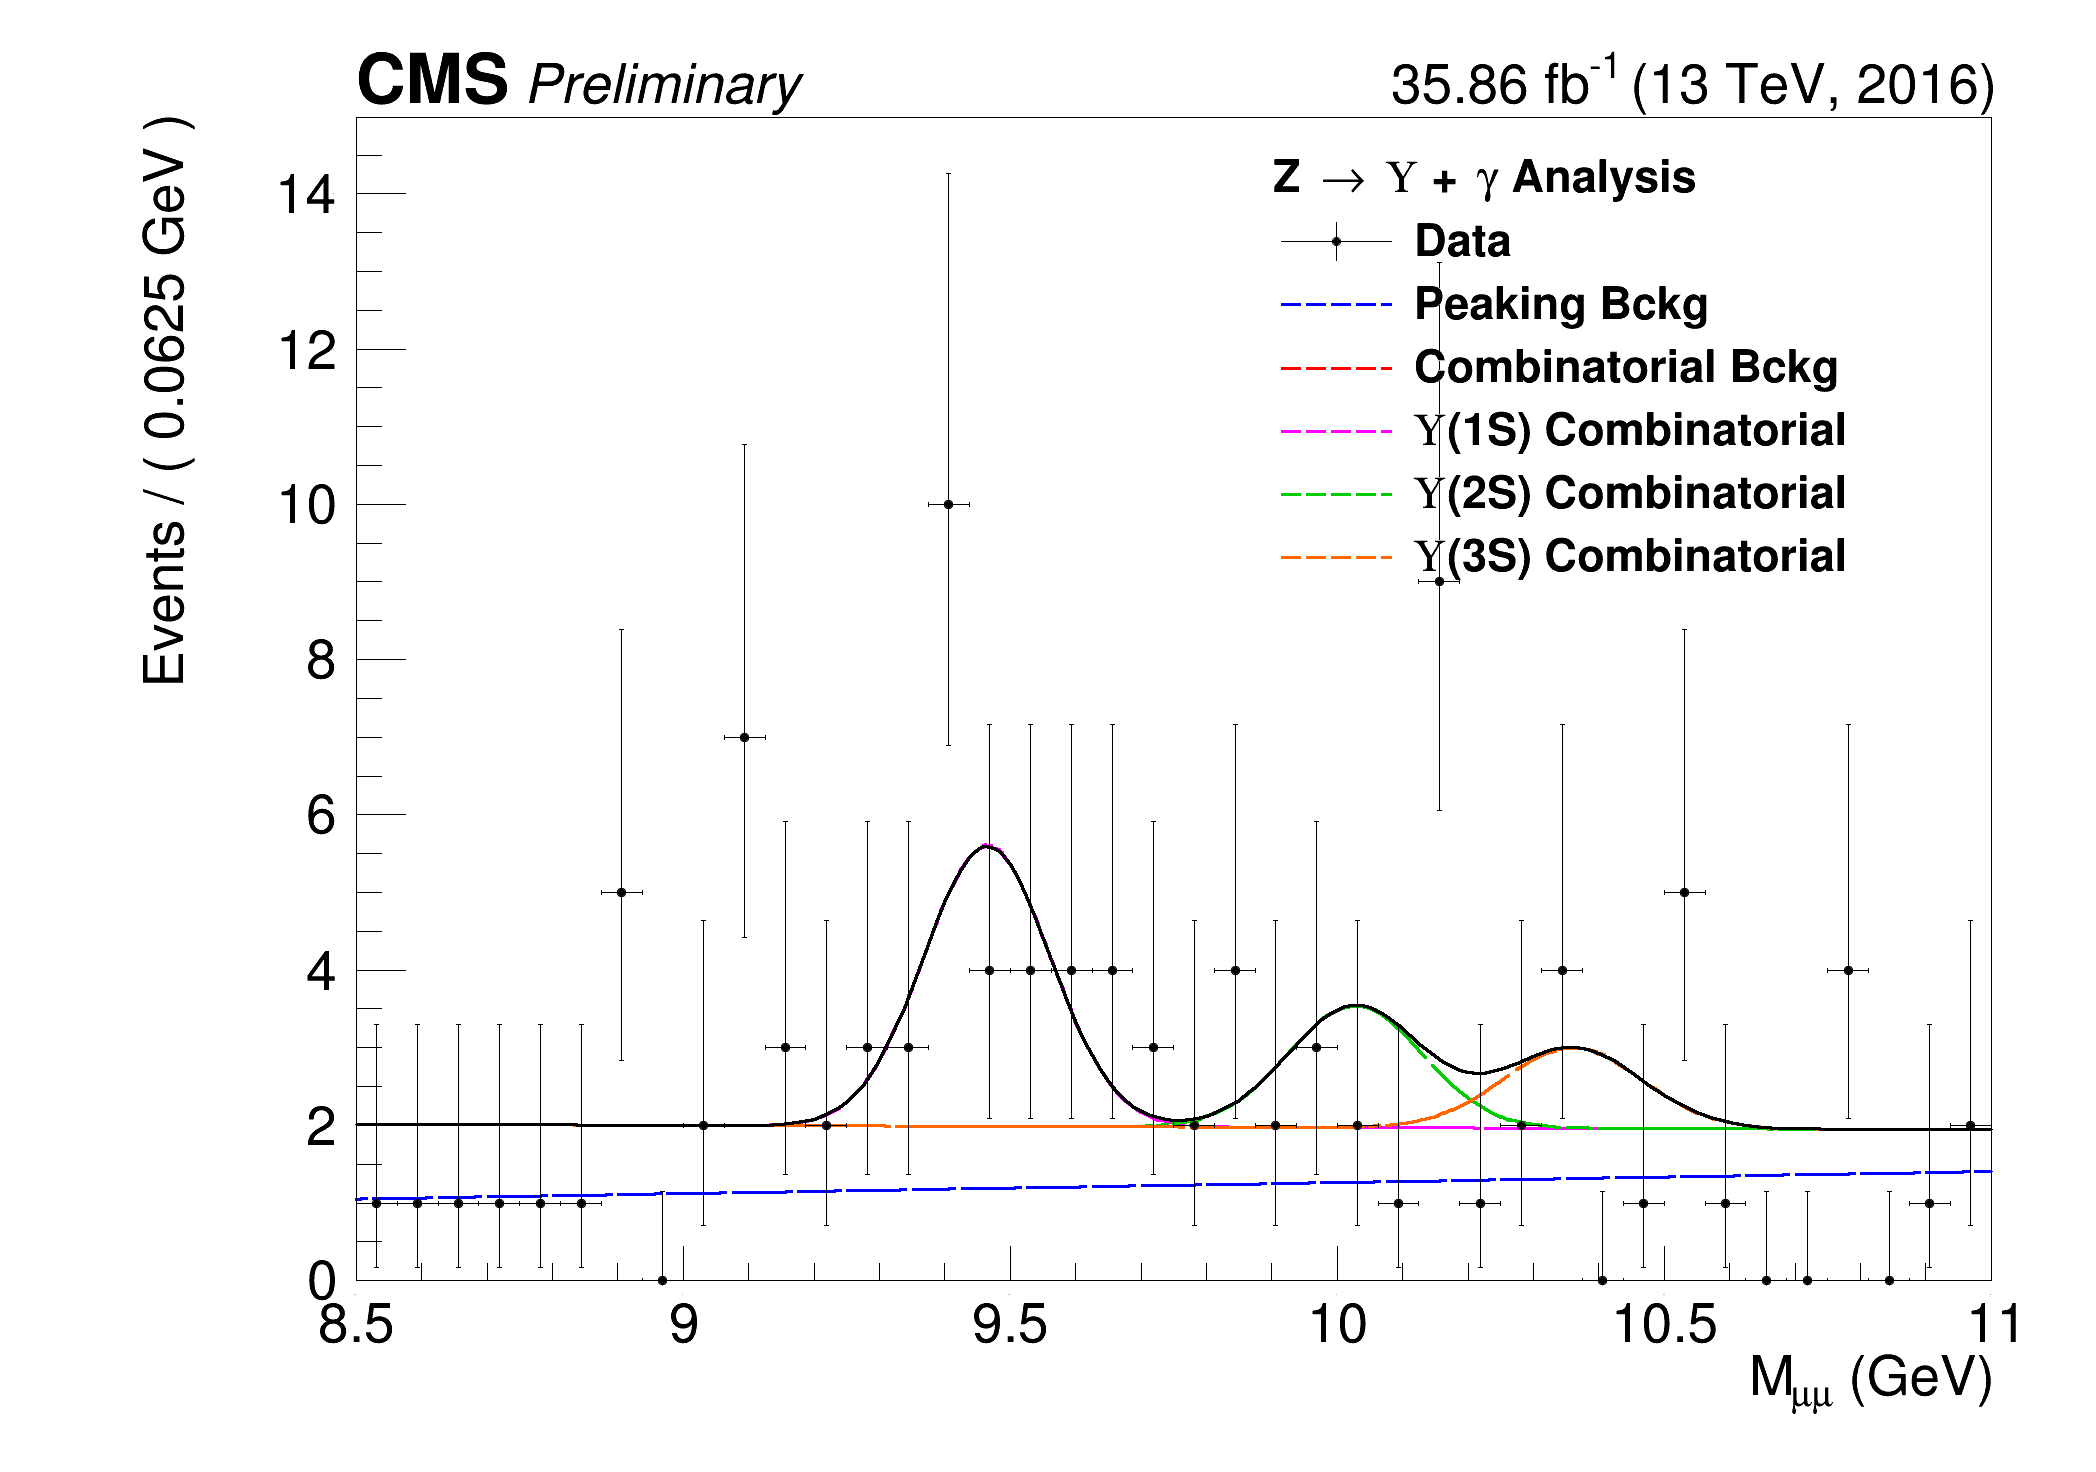 CMS Preliminary 35.86 fb⁻¹ (13 TeV, 2016)
Events / ( 0.0625 GeV )
Z → Υ + γ Analysis
Data
Peaking Bckg
Combinatorial Bckg
Υ(1S) Combinatorial
Υ(2S) Combinatorial
Υ(3S) Combinatorial
14
12
10
8
6
4
2
0
8.5 9 9.5 10 10.5 11
Mμμ (GeV)